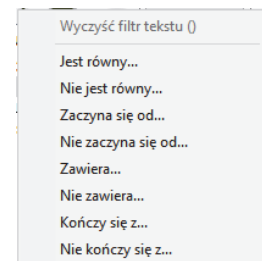 Wyczyść filtr tekstu ()
Jest równy...
Nie jest równy...
Zaczyna się od...
Nie zaczyna się od...
Zawiera...
Nie zawiera...
Kończy się z...
Nie kończy się z...